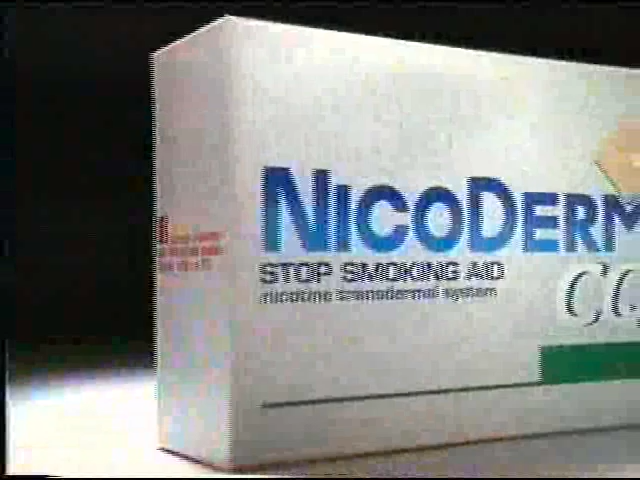 NICODERM
STOP SMOKING AID
nicotine transdermal system
CQ